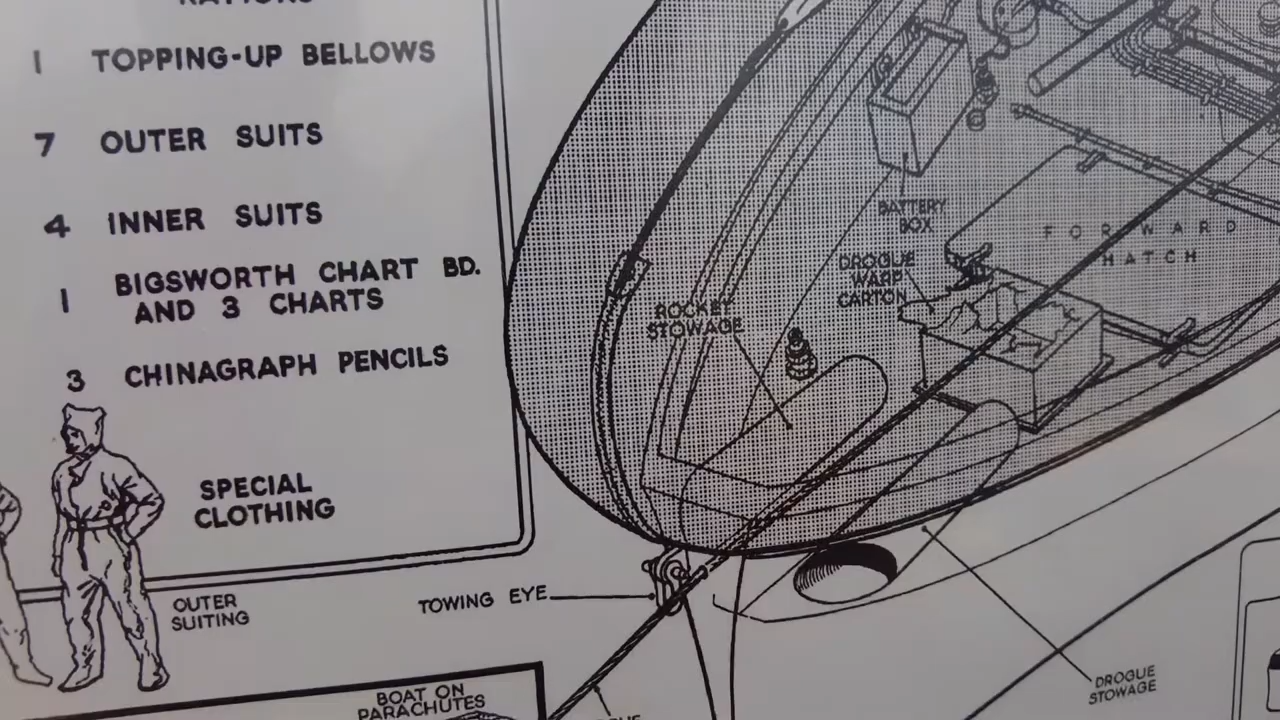 RATIONS
1 TOPPING-UP BELLOWS
7 OUTER SUITS
4 INNER SUITS
1 BIGSWORTH CHART BD.
AND 3 CHARTS
3 CHINAGRAPH PENCILS
SPECIAL
CLOTHING
OUTER
SUITING
TOWING EYE
BOAT ON
PARACHUTES
ROCKET
STOWAGE
BATTERY
BOX
DROGUE
WARP
CARTON
FORWARD
HATCH
DROGUE
STOWAGE